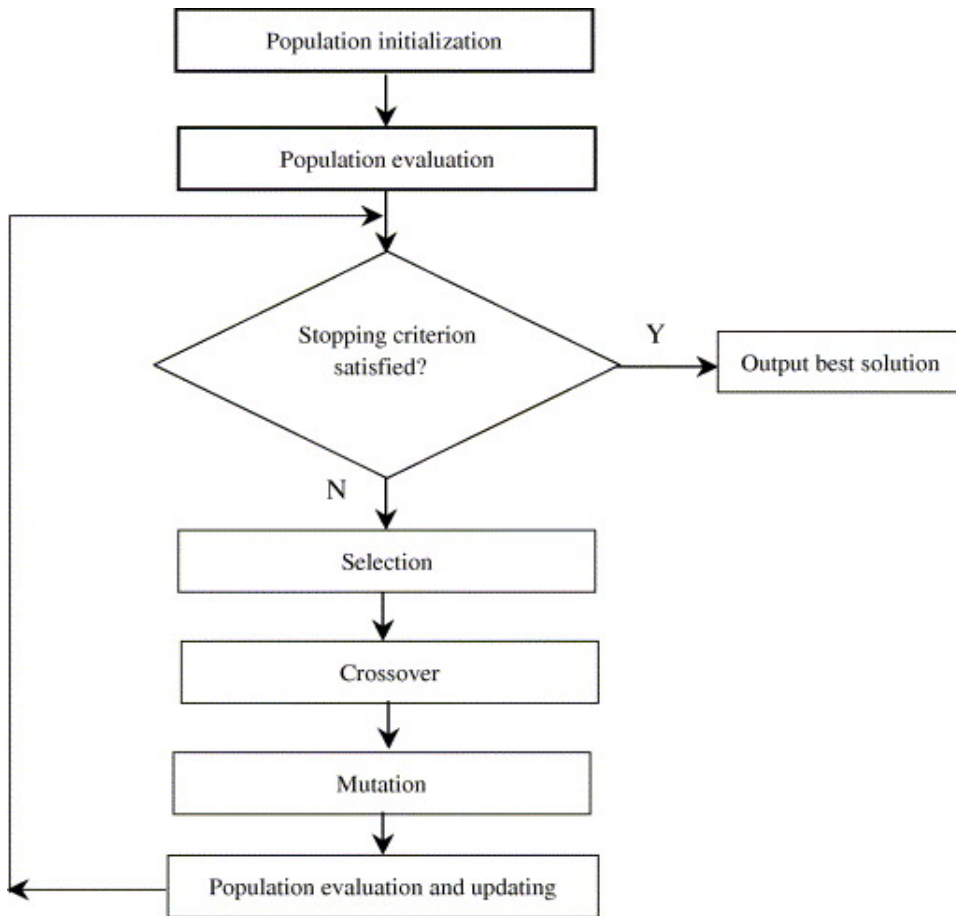 Population initialization
Population evaluation
Stopping criterion
satisfied?
Y
Output best solution
N
Selection
Crossover
Mutation
Population evaluation and updating